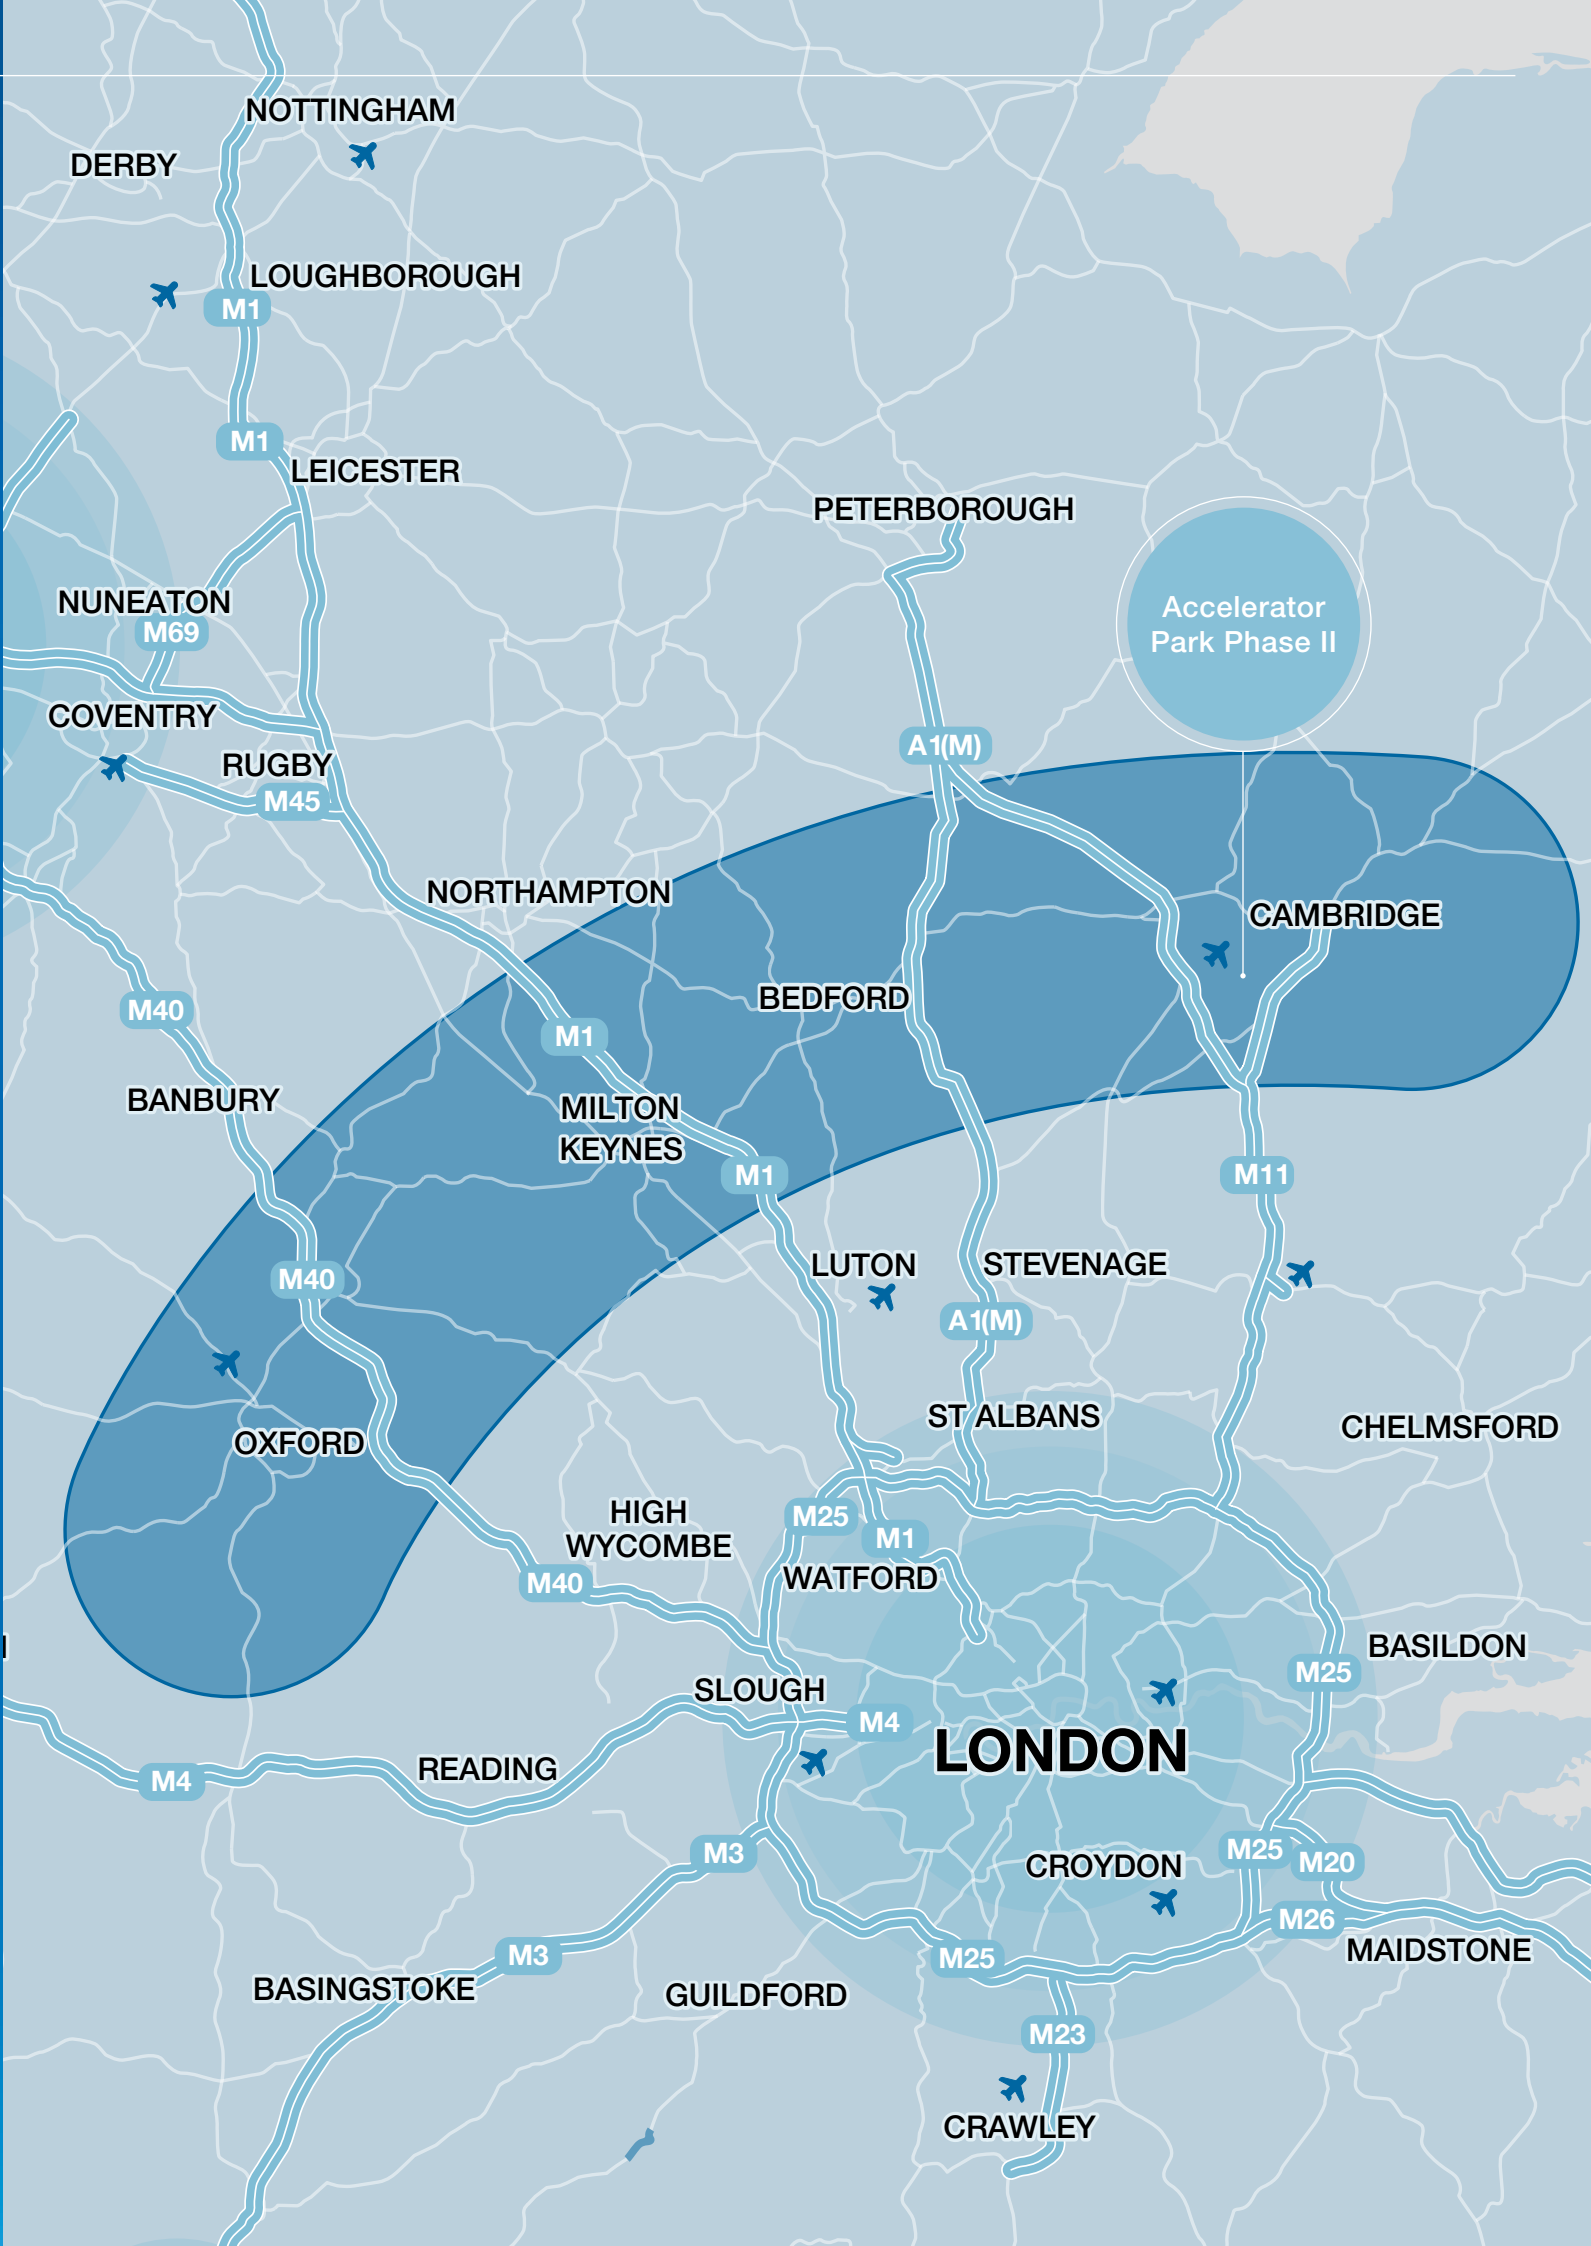 NOTTINGHAM
DERBY
LOUGHBOROUGH
M1
M1
LEICESTER
PETERBOROUGH
NUNEATON
M69
Accelerator
Park Phase II
COVENTRY
A1(M)
RUGBY
M45
NORTHAMPTON
CAMBRIDGE
BEDFORD
M40
M1
BANBURY
MILTON
KEYNES
M1
M11
LUTON
STEVENAGE
M40
A1(M)
ST ALBANS
CHELMSFORD
OXFORD
HIGH
WYCOMBE
M25
M1
M40
WATFORD
BASILDON
M25
SLOUGH
M4
LONDON
READING
M4
M3
M25
M20
CROYDON
M26
MAIDSTONE
M3
M25
BASINGSTOKE
GUILDFORD
M23
CRAWLEY